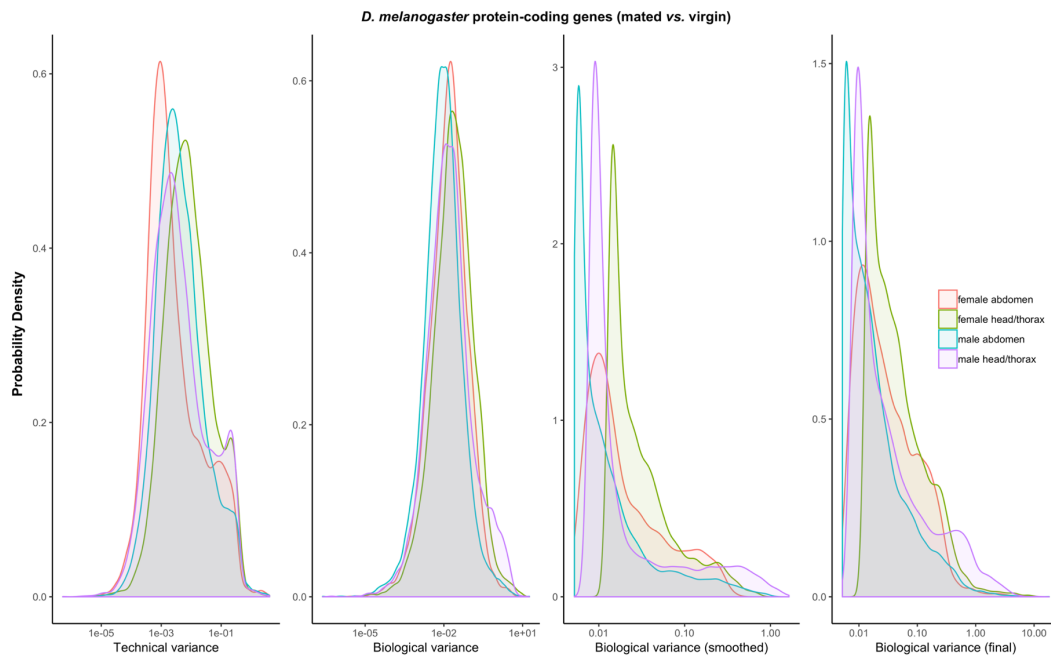 D. melanogaster protein-coding genes (mated vs. virgin)
Probability Density
0.6
0.4
0.2
0.0
1e-05 1e-03 1e-01
Technical variance
0.6
0.4
0.2
0.0
1e-05 1e-02 1e+01
Biological variance
3
2
1
0
0.01 0.10 1.00
Biological variance (smoothed)
1.5
1.0
0.5
0.0
0.01 0.10 1.00 10.00
Biological variance (final)
female abdomen
female head/thorax
male abdomen
male head/thorax